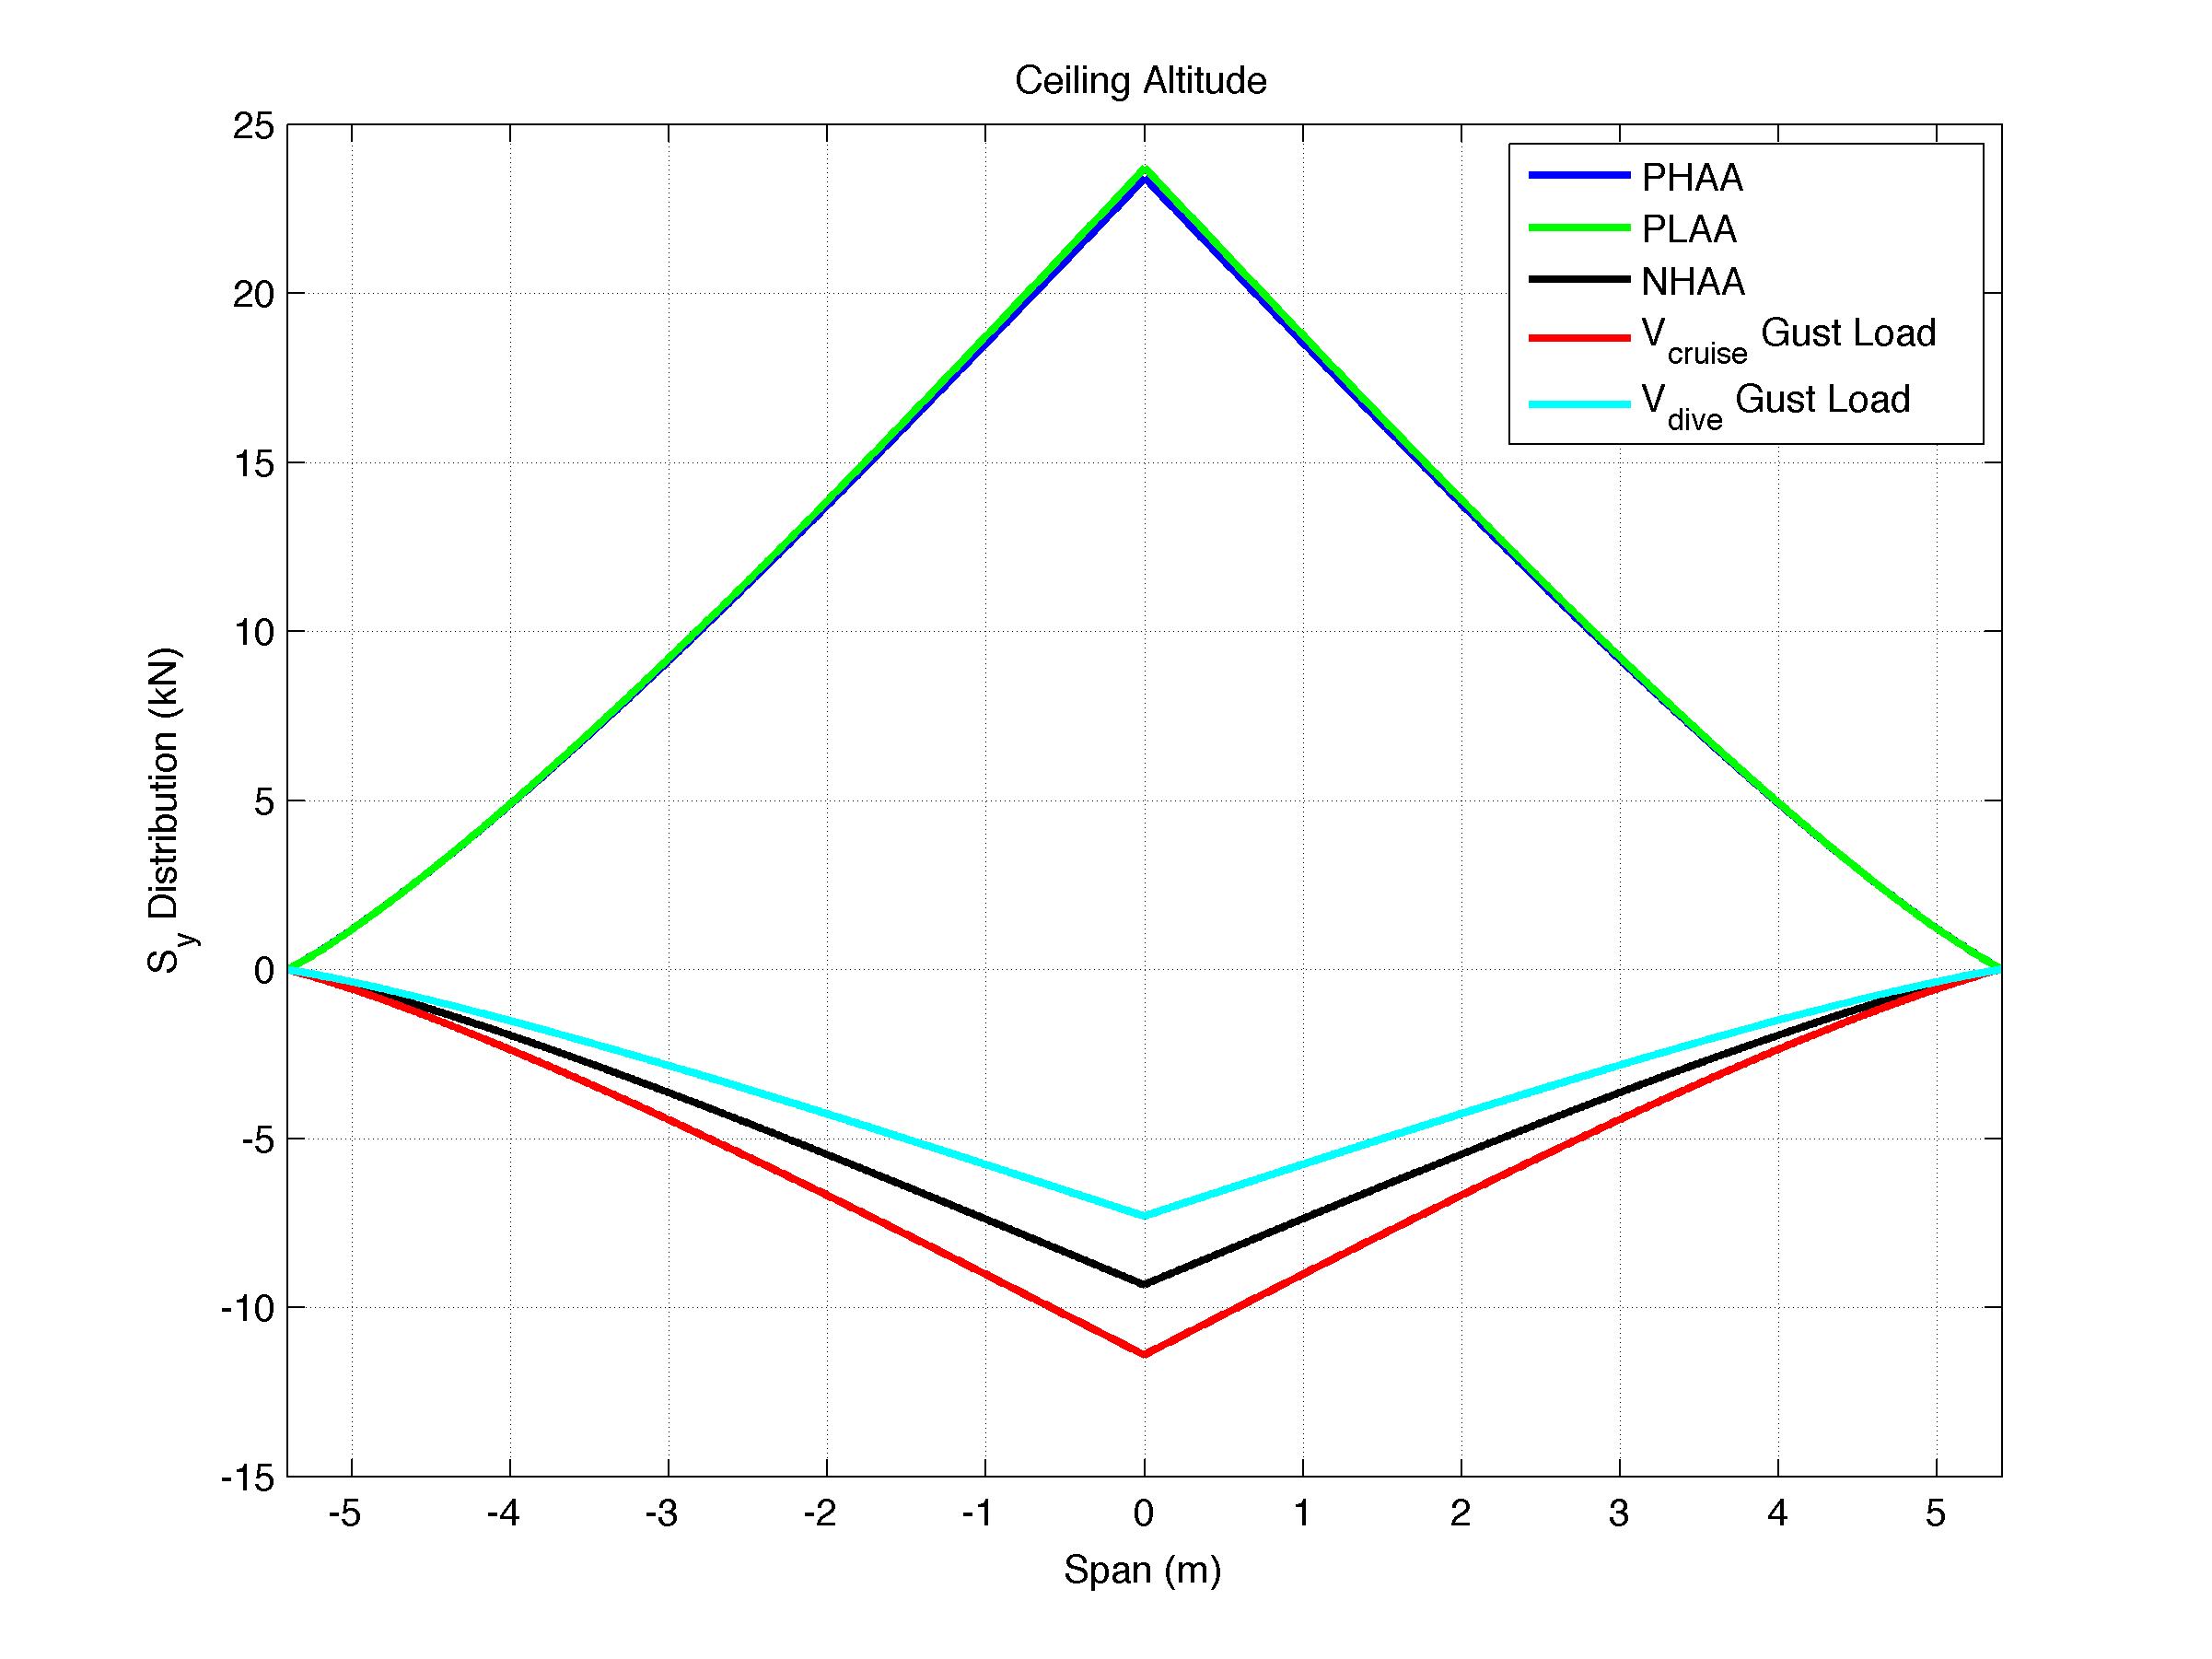 Ceiling Altitude
25
20
15
10
5
0
-5
-10
-15
S_y Distribution (kN)
PHAA
PLAA
NHAA
V_cruise Gust Load
V_dive Gust Load
-5 -4 -3 -2 -1 0 1 2 3 4 5
Span (m)